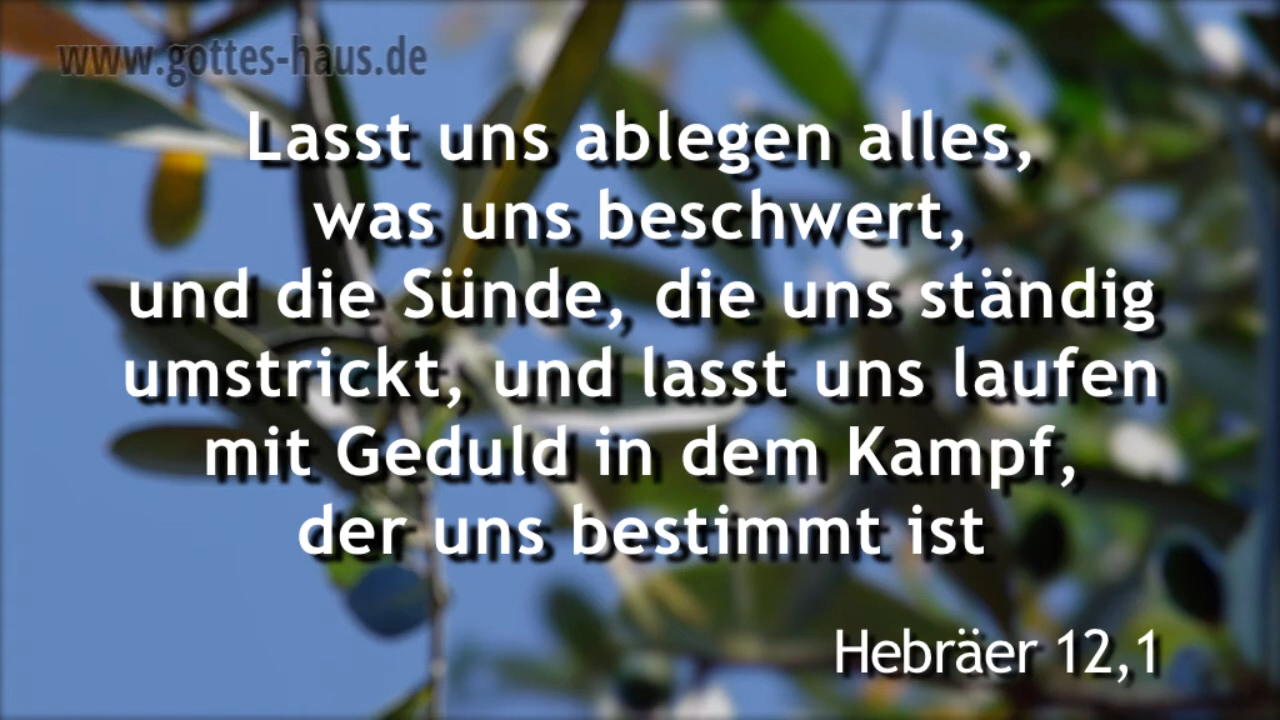 www.gottes-haus.de
Lasst uns ablegen alles,
was uns beschwert,
und die Sünde, die uns ständig
umstrickt, und lasst uns laufen
mit Geduld in dem Kampf,
der uns bestimmt ist
Hebräer 12,1